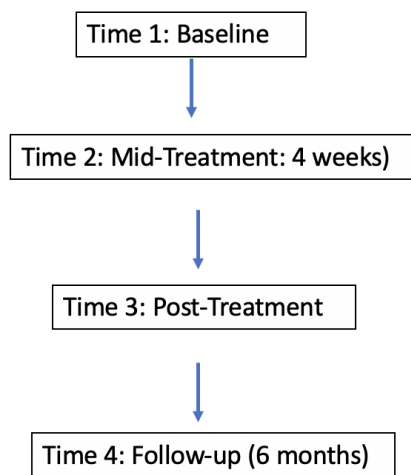 Time 1: Baseline
Time 2: Mid-Treatment: 4 weeks)
Time 3: Post-Treatment
Time 4: Follow-up (6 months)